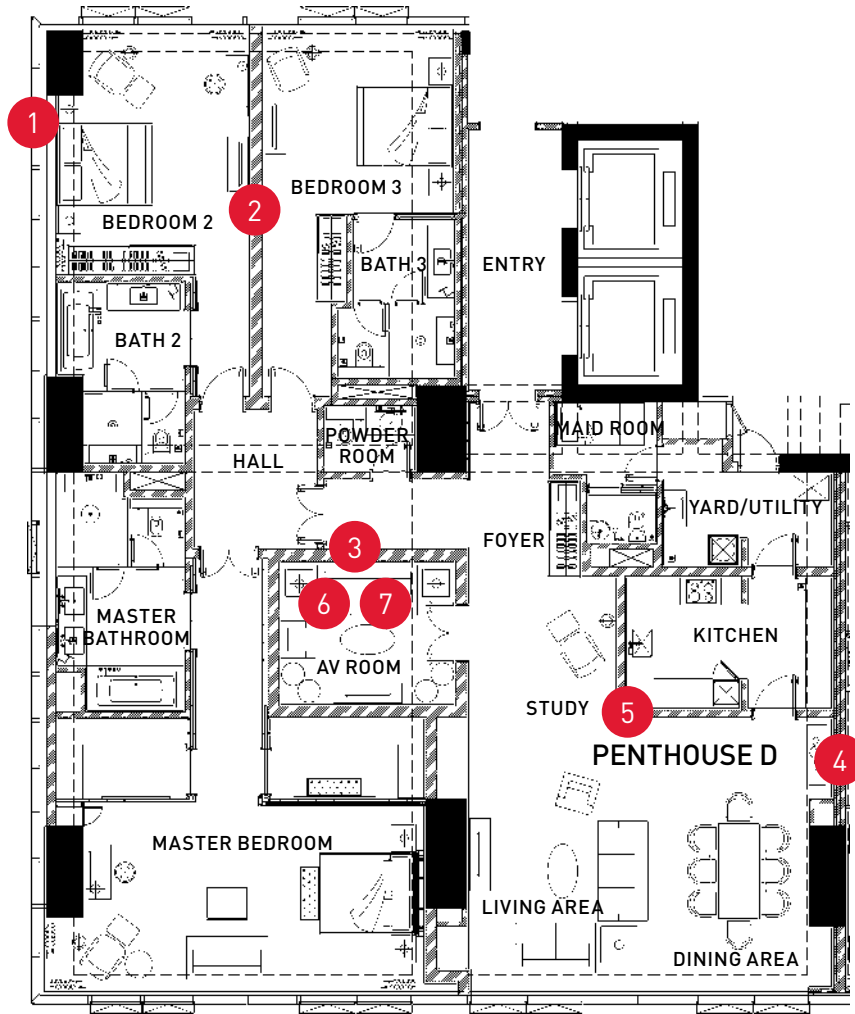 1
BEDROOM 3
2
BEDROOM 2
BATH 3
ENTRY
BATH 2
MAID ROOM
POWDER
ROOM
HALL
YARD/UTILITY
FOYER
3
6
7
MASTER
BATHROOM
KITCHEN
AV ROOM
STUDY
5
PENTHOUSE D
4
MASTER BEDROOM
LIVING AREA
DINING AREA